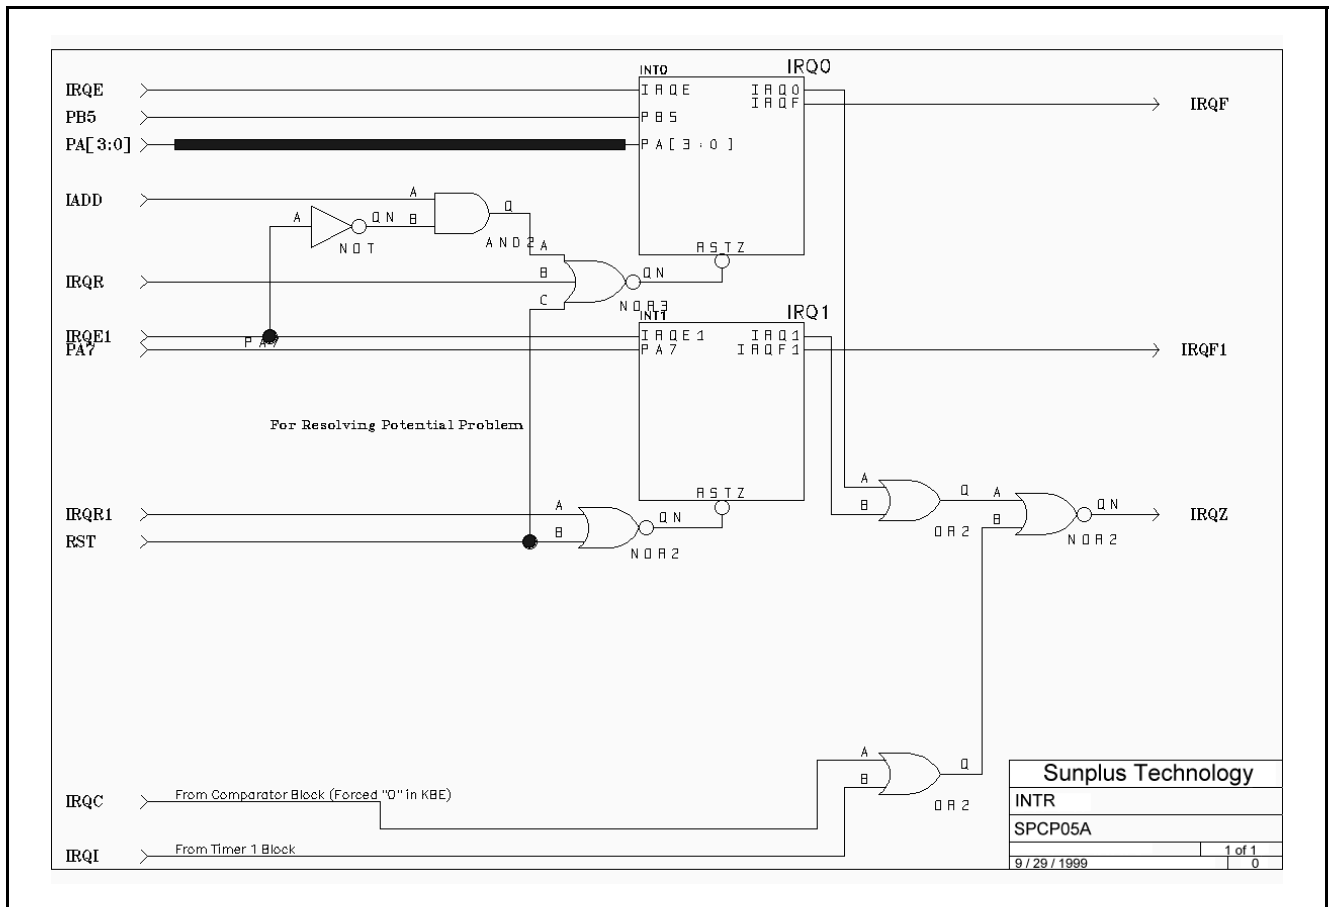 INT0 IRQ0
IRQE IRQE IRQ0
IRQF IRQF
PB5 PB5
PA[3:0] PA[3:0]
IADD A Q
A QN B
NOT AND2 A
RSTZ
IRQR B QN
C NOR3
INT1 IRQ1
IRQE1 IRQE1 IRQ1
PA7
PA7 PA7 IRQF1 IRQF1
For Resolving Potential Problem
A Q A
RSTZ
IRQR1 A QN B QN IRQZ
RST B B
NOR2 OR2 NOR2
A Q
B
OR2
IRQC From Comparator Block (Forced "0" in KBE)
IRQI From Timer 1 Block
Sunplus Technology
INTR
SPCP05A
1 of 1
9 / 29 / 1999 0